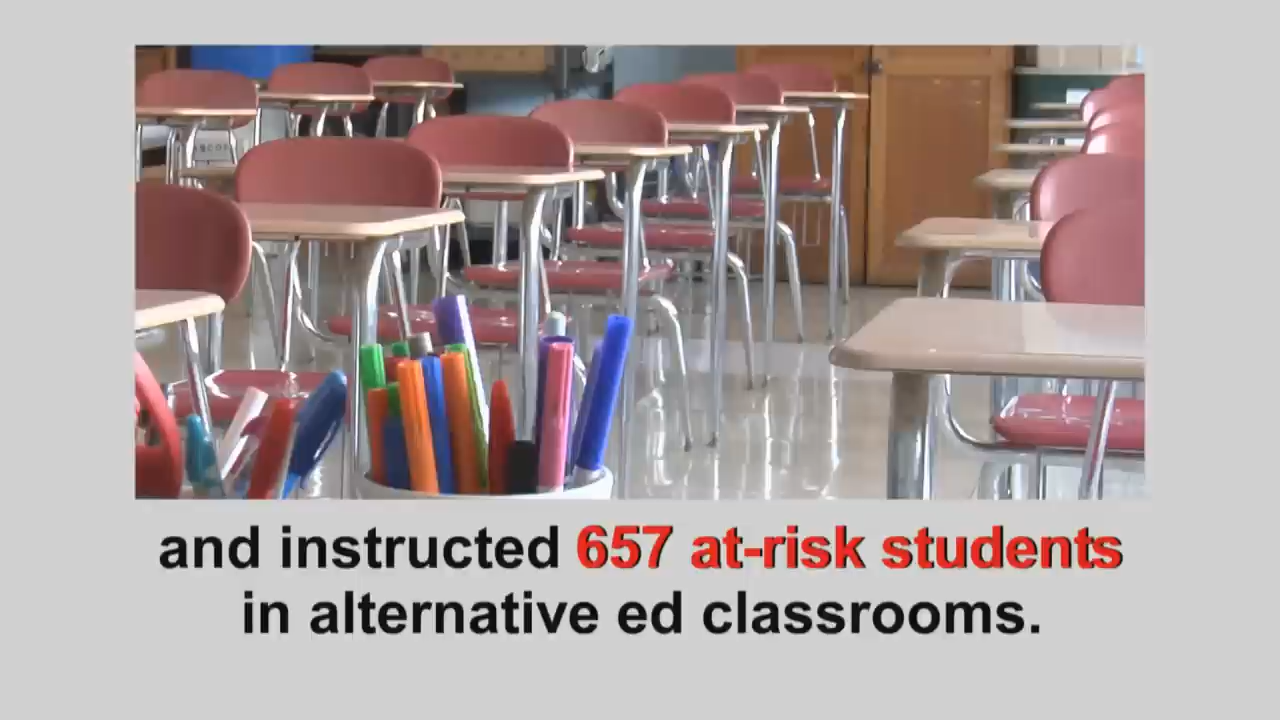 and instructed 657 at-risk students
in alternative ed classrooms.